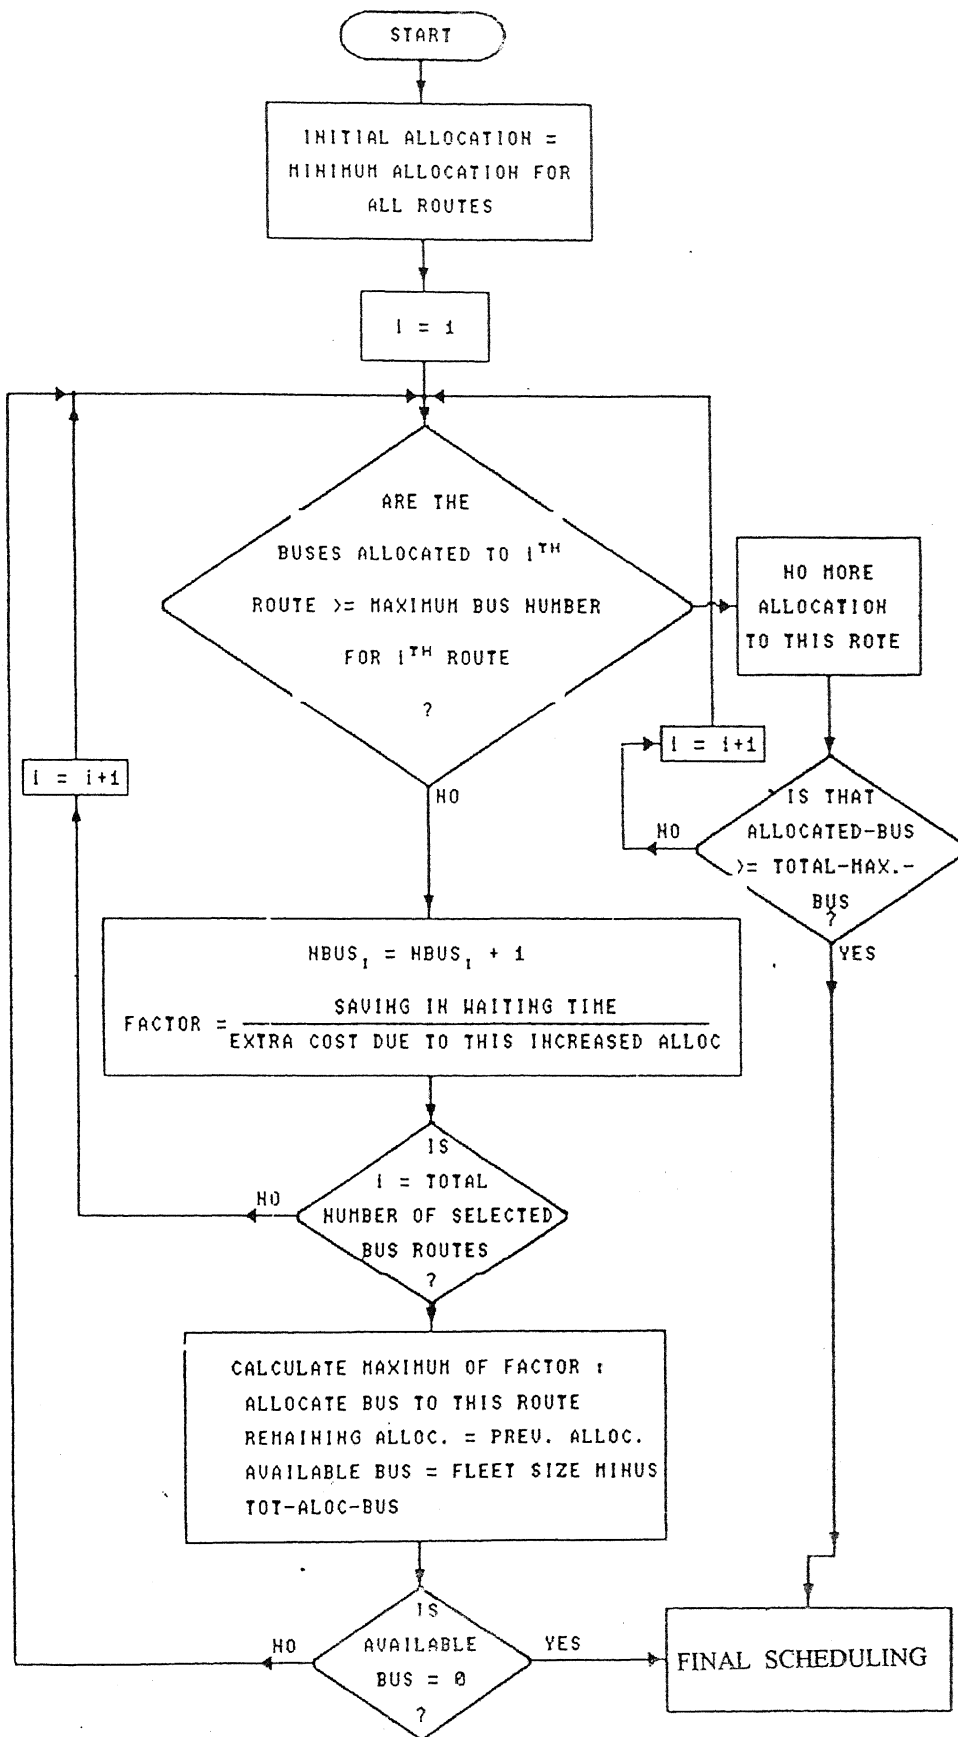 START
INITIAL ALLOCATION =
MINIMUM ALLOCATION FOR
ALL ROUTES
I = 1
ARE THE
BUSES ALLOCATED TO I TH
ROUTE >= MAXIMUM BUS NUMBER
FOR I TH ROUTE
?
NO MORE
ALLOCATION
TO THIS ROTE
i = i+1
i = i+1
NO
IS THAT
ALLOCATED-BUS
>= TOTAL-MAX.-
BUS
?
NO
YES
NBUS I = NBUS I + 1
FACTOR = SAVING IN WAITING TIME
EXTRA COST DUE TO THIS INCREASED ALLOC
IS
i = TOTAL
NUMBER OF SELECTED
BUS ROUTES
?
NO
CALCULATE MAXIMUM OF FACTOR :
ALLOCATE BUS TO THIS ROUTE
REMAINING ALLOC. = PREV. ALLOC.
AVAILABLE BUS = FLEET SIZE MINUS
TOT-ALOC-BUS
IS
AVAILABLE
BUS = 0
?
NO
YES
FINAL SCHEDULING